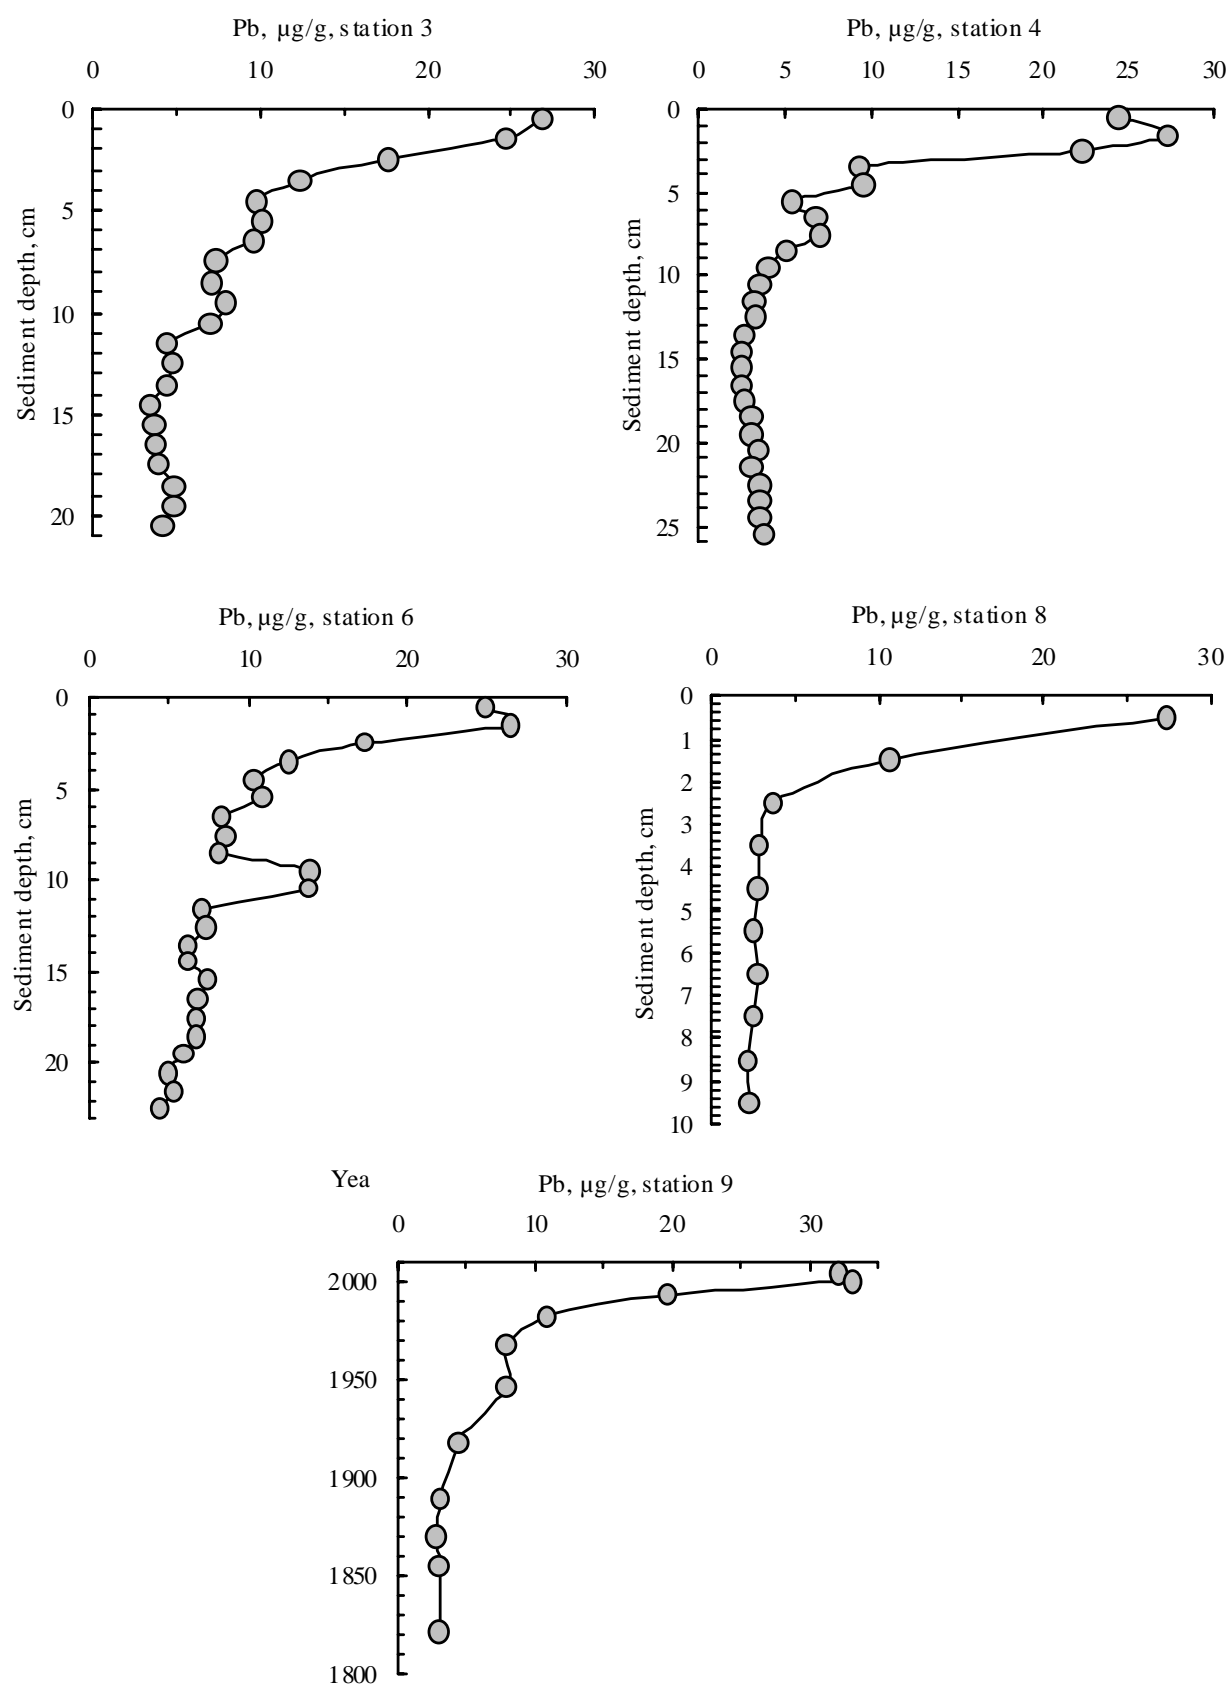 Pb, µg/g, station 3
0 10 20 30
0
5
10
15
20
Sediment depth, cm
Pb, µg/g, station 4
0 5 10 15 20 25 30
0
5
10
15
20
25
Sediment depth, cm
Pb, µg/g, station 6
0 10 20 30
0
5
10
15
20
Sediment depth, cm
Pb, µg/g, station 8
0 10 20 30
0
1
2
3
4
5
6
7
8
9
10
Sediment depth, cm
Yea
Pb, µg/g, station 9
0 10 20 30
2000
1950
1900
1850
1800